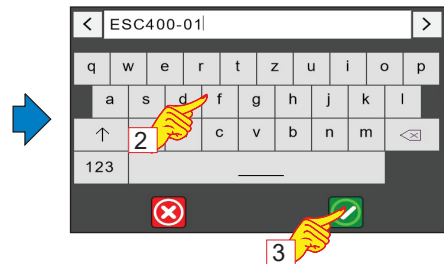 < ESC400-01 >
q w e r t z u i o p
a s d f g h j k l
↑ 2 c v b n m ⌫
123
3